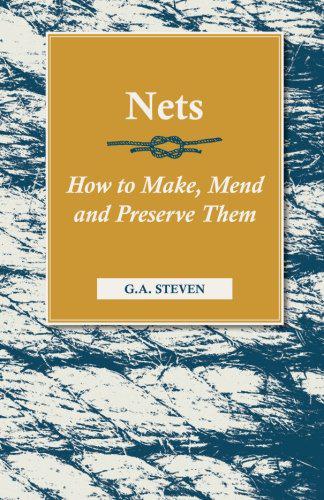 Nets
How to Make, Mend
and Preserve Them
G.A. STEVEN